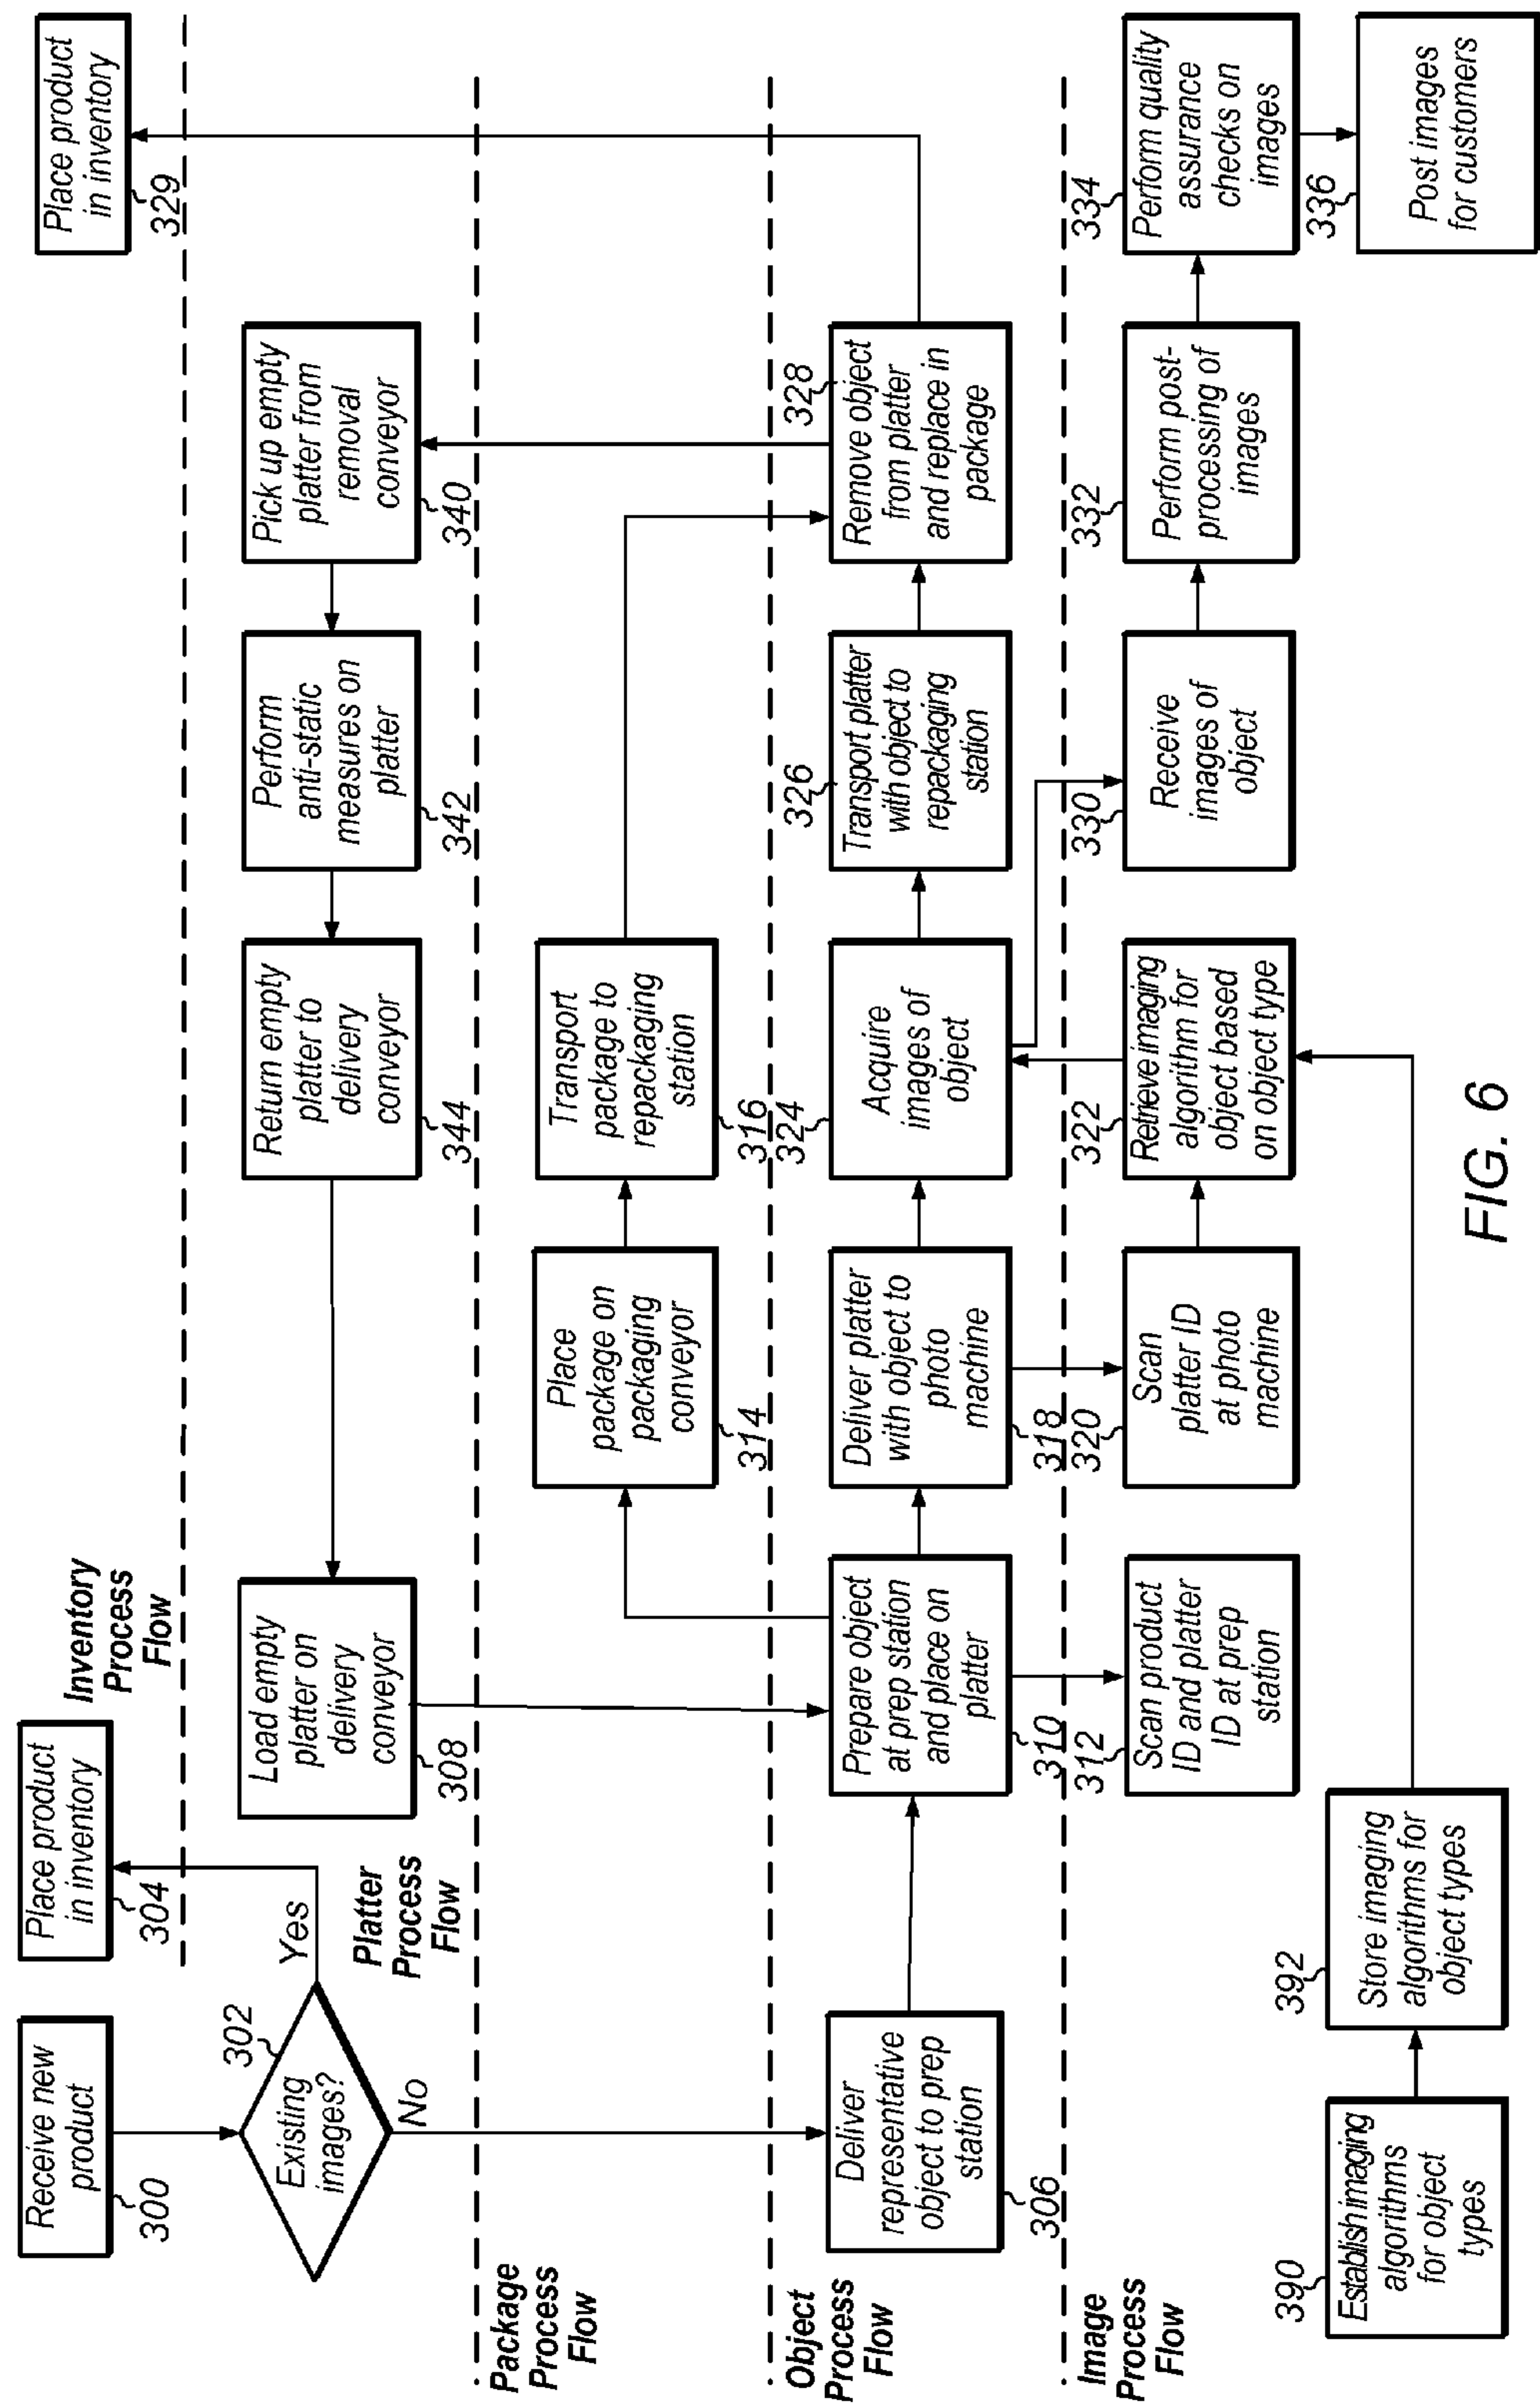 Receive new
product
300
Existing
images?
302
Yes
No
Place product
in inventory
304
Inventory
Process
Flow
Place product
in inventory
329
Platter
Process
Flow
Load empty
platter on
delivery
conveyor
308
Return empty
platter to
delivery
conveyor
344
Perform
anti-static
measures on
platter
342
Pick up empty
platter from
removal
conveyor
340
Package
Process
Flow
Place
package on
packaging
conveyor
314
Transport
package to
repackaging
station
316
Object
Process
Flow
Deliver
representative
object to prep
station
306
Prepare object
at prep station
and place on
platter
310
Deliver platter
with object to
photo
machine
318
324
Acquire
images of
object
326
Transport platter
with object to
repackaging
station
328
Remove object
from platter
and replace in
package
Image
Process
Flow
312
Scan product
ID and platter
ID at prep
station
320
Scan
platter ID
at photo
machine
322
Retrieve imaging
algorithm for
object based
on object type
330
Receive
images of
object
332
Perform post-
processing of
images
334
Perform quality
assurance
checks on
images
336
Post images
for customers
390
Establish imaging
algorithms
for object
types
392
Store imaging
algorithms for
object types
FIG. 6